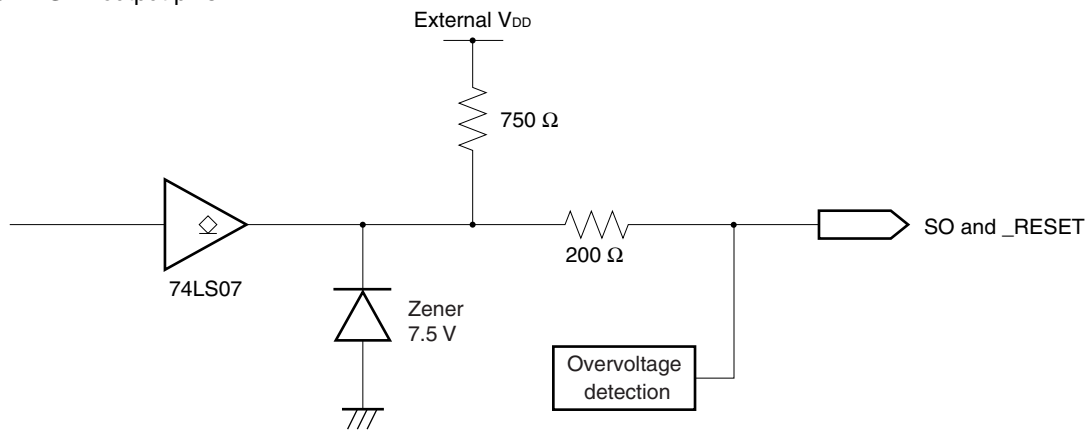 External VDD
750 Ω
200 Ω
SO and _RESET
74LS07
Zener
7.5 V
Overvoltage
detection